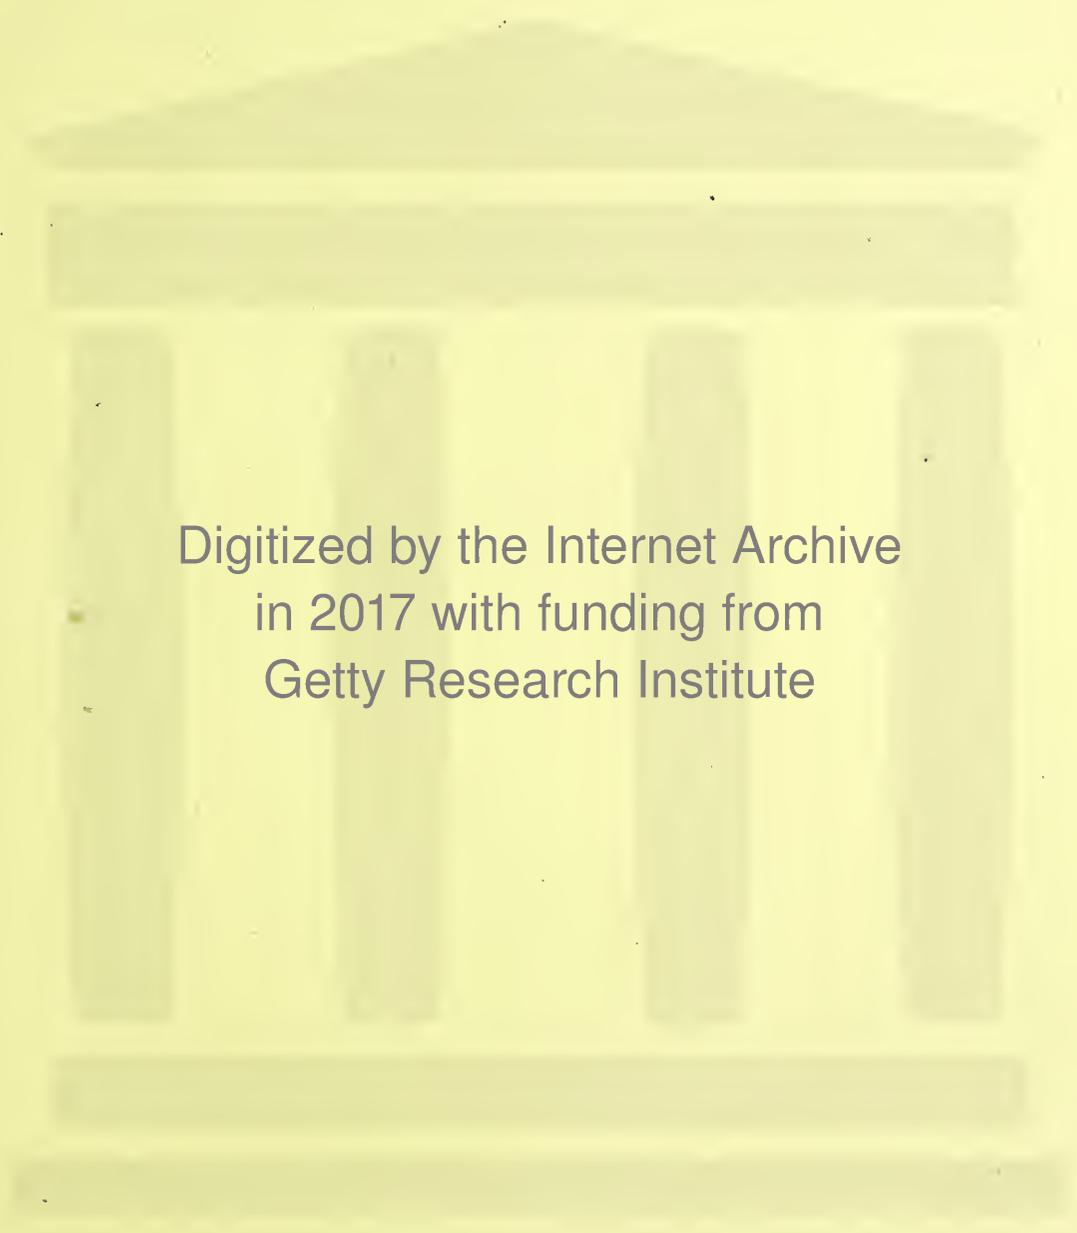 Digitized by the Internet Archive
in 2017 with funding from
Getty Research Institute